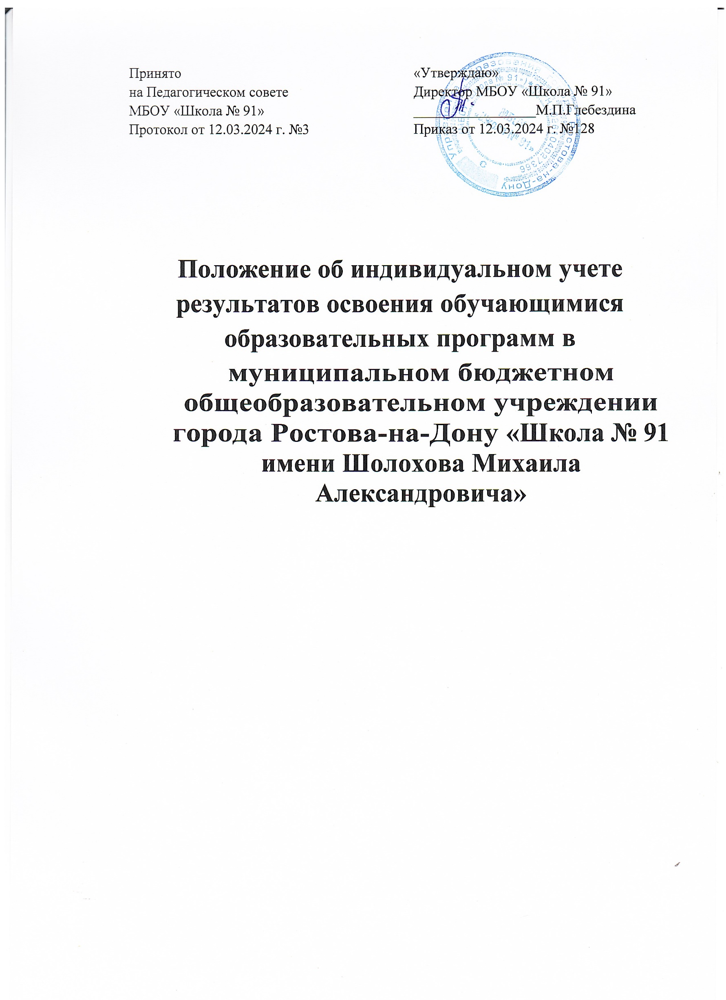 Принято
на Педагогическом совете
МБОУ «Школа № 91»
Протокол от 12.03.2024 г. №3
«Утверждаю»
Директор МБОУ «Школа № 91»
М.П.Глебездина
Приказ от 12.03.2024 г. №128
Положение об индивидуальном учете
результатов освоения обучающимися
образовательных программ в
муниципальном бюджетном
общеобразовательном учреждении
города Ростова-на-Дону «Школа № 91
имени Шолохова Михаила
Александровича»